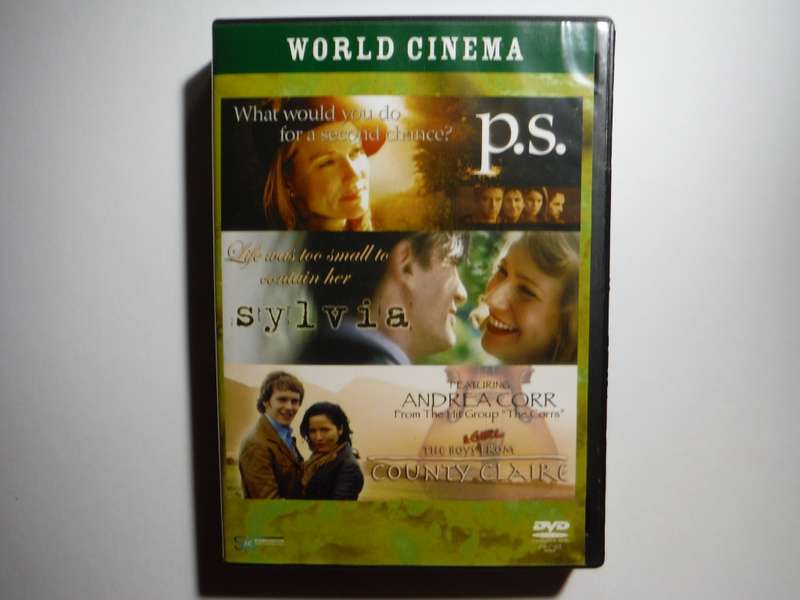 WORLD CINEMA
What would you do
for a second chance?
p.s.
Life was too small to
contain her
sylvia
FEATURING
ANDREA CORR
From The Hit Group "The Corrs"
& GIRL
THE BOYS FROM
COUNTY CLAIRE
DVD